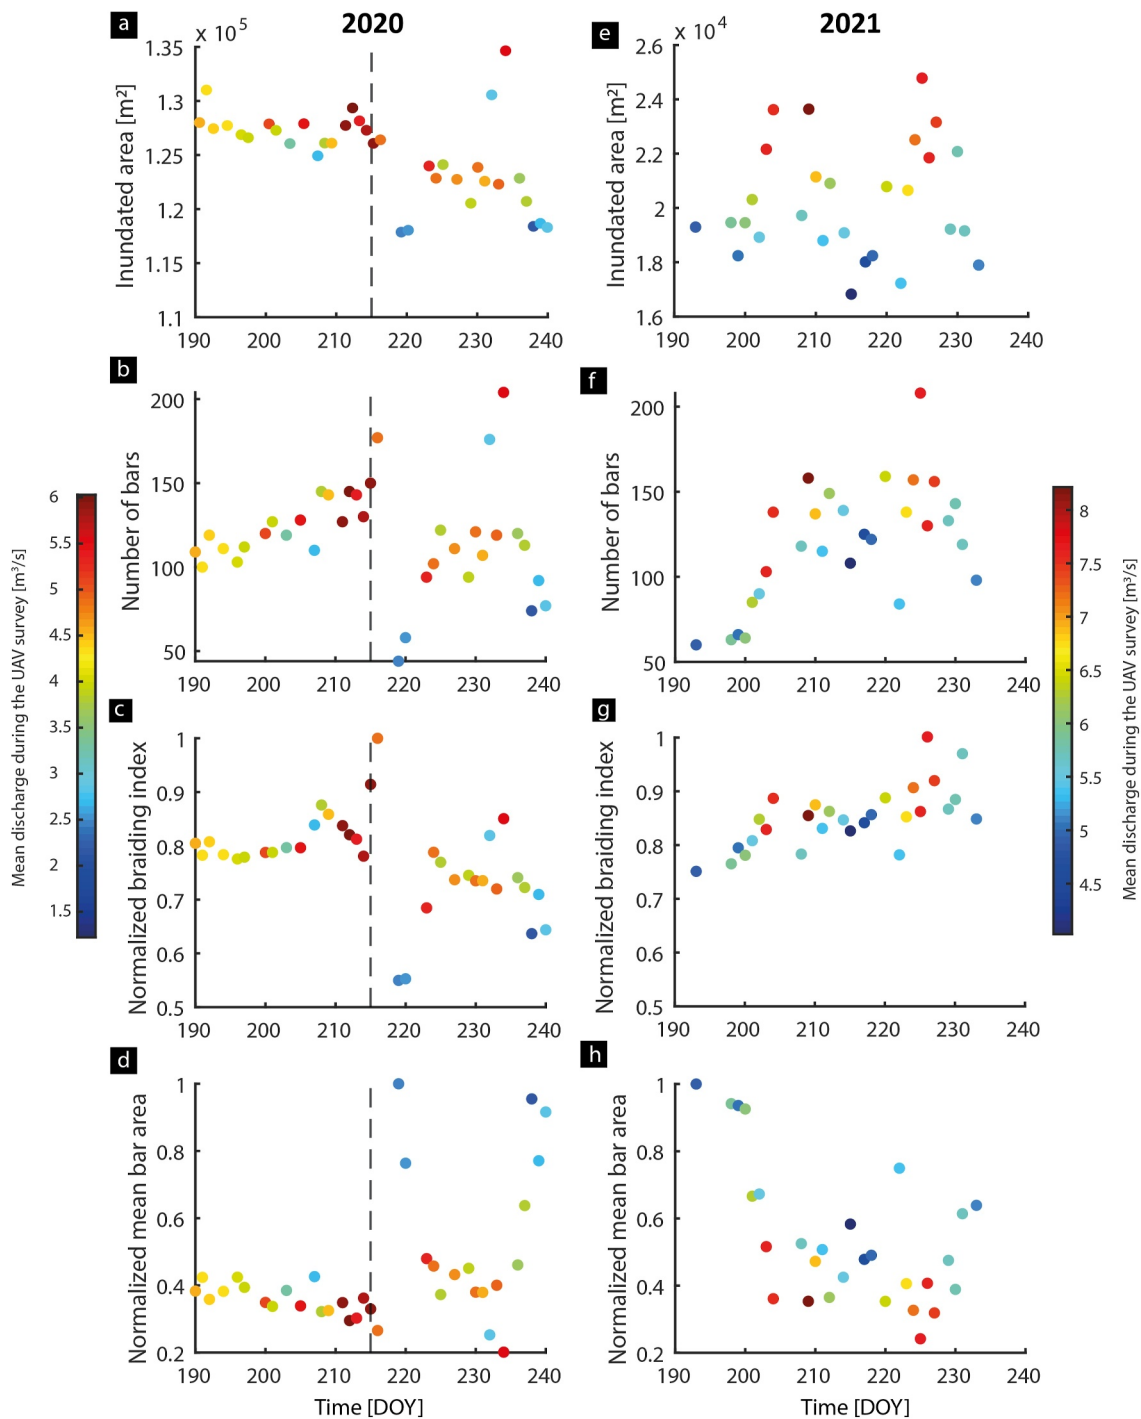 2020
2021
a
x 10⁵
Inundated area [m²]
1.35
1.3
1.25
1.2
1.15
1.1
190 200 210 220 230 240
e
x 10⁴
Inundated area [m²]
2.6
2.4
2.2
2
1.8
1.6
190 200 210 220 230 240
b
Number of bars
200
150
100
50
190 200 210 220 230 240
f
Number of bars
200
150
100
50
190 200 210 220 230 240
Mean discharge during the UAV survey [m³/s]
6
5.5
5
4.5
4
3.5
3
2.5
2
1.5
Mean discharge during the UAV survey [m³/s]
8
7.5
7
6.5
6
5.5
5
4.5
c
Normalized braiding index
1
0.9
0.8
0.7
0.6
0.5
190 200 210 220 230 240
g
Normalized braiding index
1
0.9
0.8
0.7
0.6
0.5
190 200 210 220 230 240
d
Normalized mean bar area
1
0.8
0.6
0.4
0.2
190 200 210 220 230 240
Time [DOY]
h
Normalized mean bar area
1
0.8
0.6
0.4
0.2
190 200 210 220 230 240
Time [DOY]